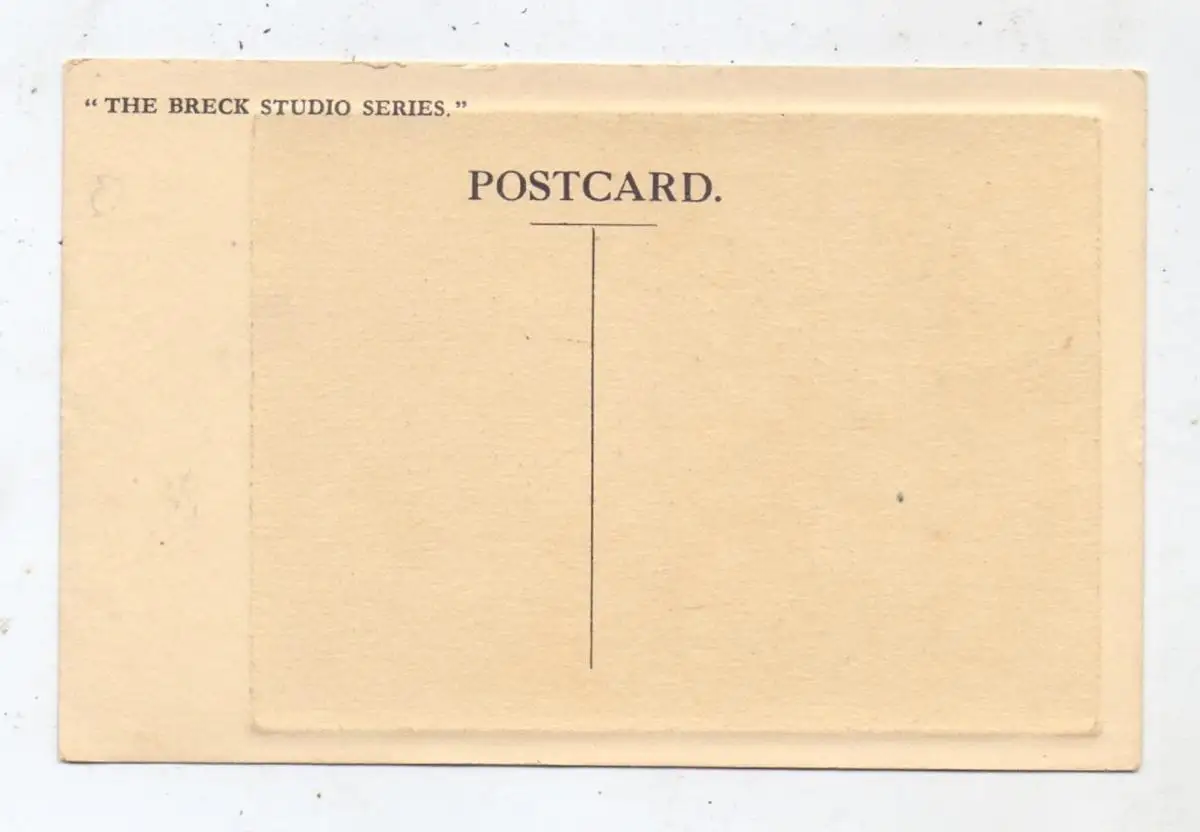 “ THE BRECK STUDIO SERIES.”
POSTCARD.